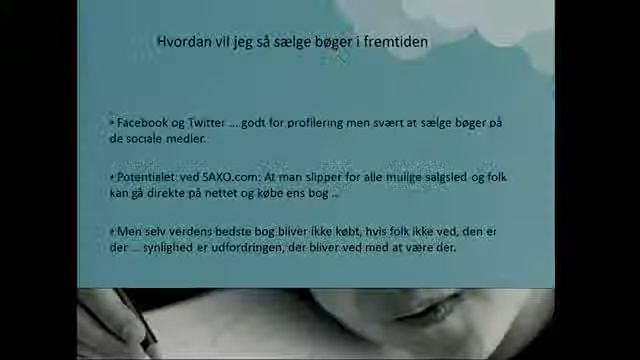 Hvordan vil jeg så sælge bøger i fremtiden
• Facebook og Twitter ... godt for profilering men svært at sælge bøger på
de sociale medier.
• Potentialet ved SAXO.com: At man slipper for alle mulige salgsled og folk
kan gå direkte på nettet og købe ens bog ...
• Men selv verdens bedste bog bliver ikke købt, hvis folk ikke ved, den er
der ... synlighed er udfordringen, der bliver ved med at være der.